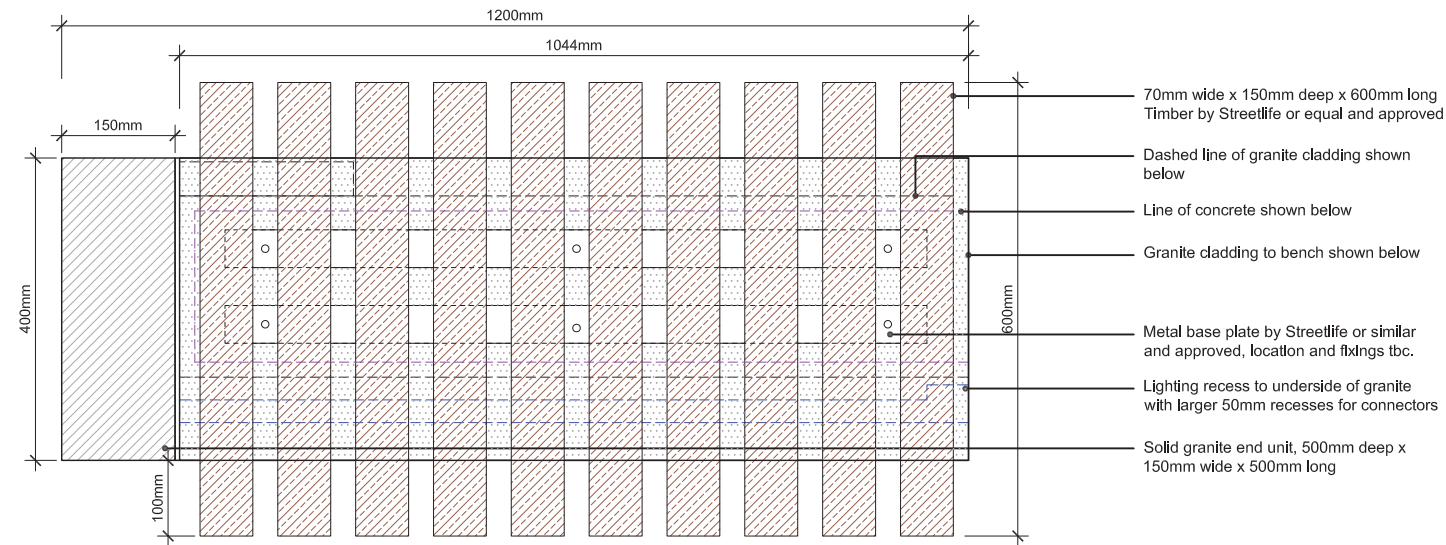 1200mm
1044mm
150mm
400mm
100mm
600mm
70mm wide x 150mm deep x 600mm long
Timber by Streetlife or equal and approved
Dashed line of granite cladding shown
below
Line of concrete shown below
Granite cladding to bench shown below
Metal base plate by Streetlife or similar
and approved, location and fixings tbc.
Lighting recess to underside of granite
with larger 50mm recesses for connectors
Solid granite end unit, 500mm deep x
150mm wide x 500mm long